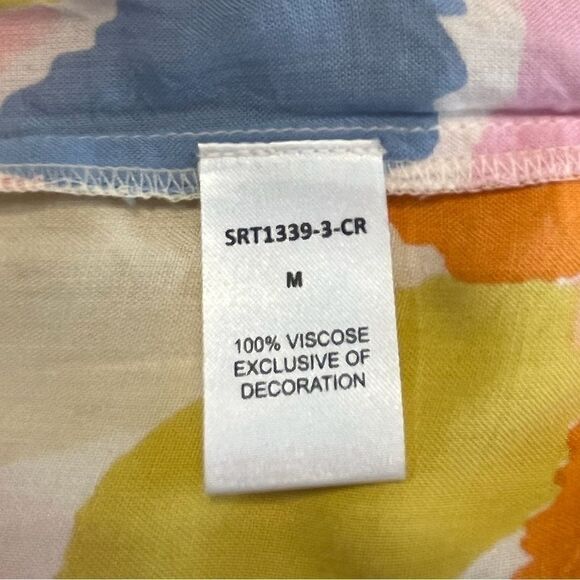 SRT1339-3-CR
M
100% VISCOSE
EXCLUSIVE OF
DECORATION